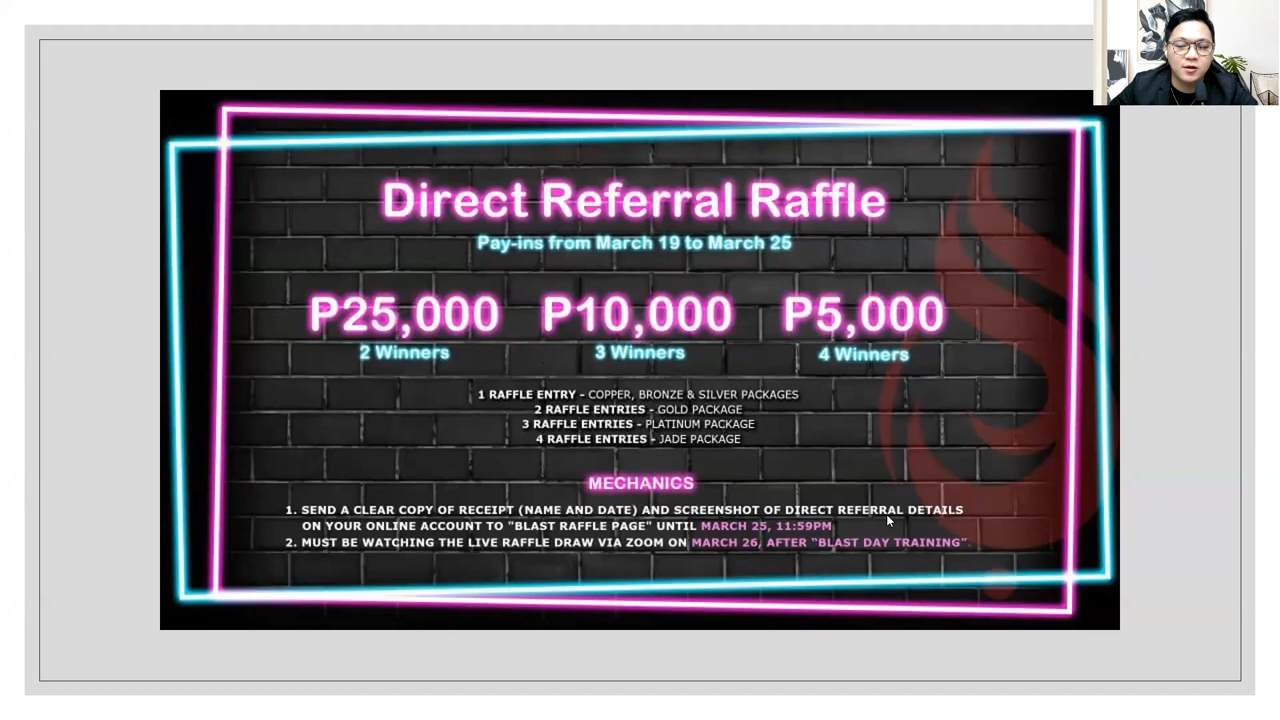 Direct Referral Raffle
Pay-ins from March 19 to March 25
P25,000 P10,000 P5,000
2 Winners 3 Winners 4 Winners
1 RAFFLE ENTRY - COPPER, BRONZE & SILVER PACKAGES
2 RAFFLE ENTRIES - GOLD PACKAGE
3 RAFFLE ENTRIES - PLATINUM PACKAGE
4 RAFFLE ENTRIES - JADE PACKAGE
MECHANICS
1. SEND A CLEAR COPY OF RECEIPT (NAME AND DATE) AND SCREENSHOT OF DIRECT REFERRAL DETAILS
ON YOUR ONLINE ACCOUNT TO "BLAST RAFFLE PAGE" UNTIL MARCH 25, 11:59PM
2. MUST BE WATCHING THE LIVE RAFFLE DRAW VIA ZOOM ON MARCH 26, AFTER “BLAST DAY TRAINING”.